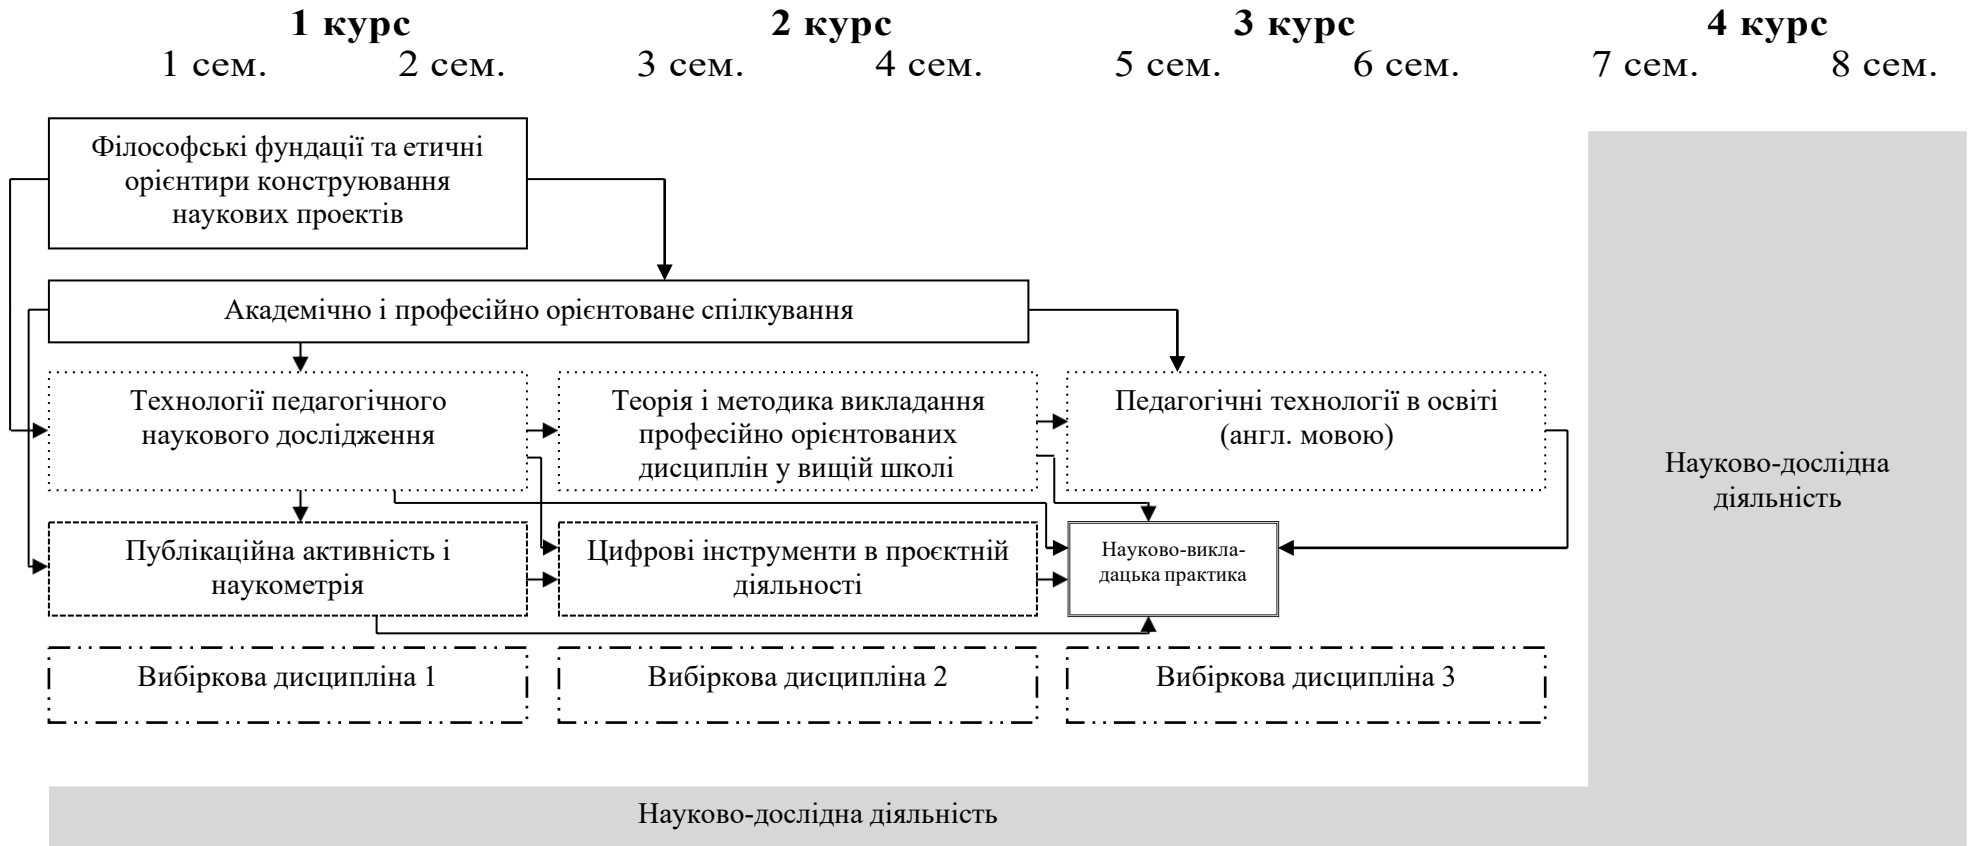 1 курс 2 курс 3 курс 4 курс
1 сем. 2 сем. 3 сем. 4 сем. 5 сем. 6 сем. 7 сем. 8 сем.
Філософські фундації та етичні
орієнтири конструювання
наукових проектів
Академічно і професійно орієнтоване спілкування
Технології педагогічного
наукового дослідження
Теорія і методика викладання
професійно орієнтованих
дисциплін у вищій школі
Педагогічні технології в освіті
(англ. мовою)
Науково-дослідна
діяльність
Публікаційна активність і
наукометрія
Цифрові інструменти в проєктній
діяльності
Науково-викла-
дацька практика
Вибіркова дисципліна 1
Вибіркова дисципліна 2
Вибіркова дисципліна 3
Науково-дослідна діяльність